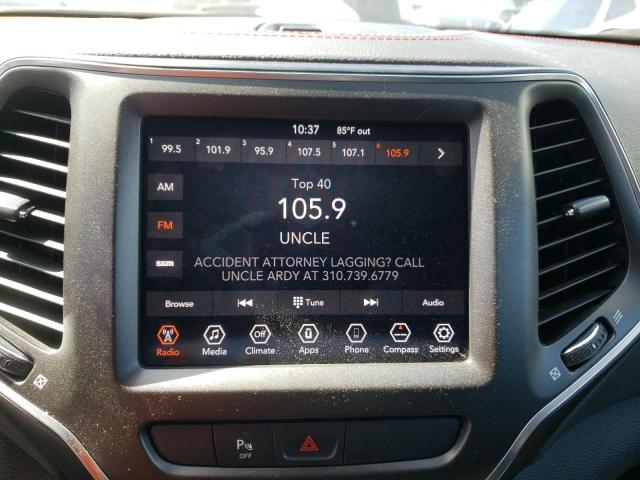 10:37 85°F out
1 99.5 2 101.9 3 95.9 4 107.5 5 107.1 6 105.9
AM
Top 40
105.9
FM
UNCLE
ACCIDENT ATTORNEY LAGGING? CALL
sxm
UNCLE ARDY AT 310.739.6779
Browse Tune Audio
Off
Radio Media Climate Apps Phone Compass Settings
P
OFF